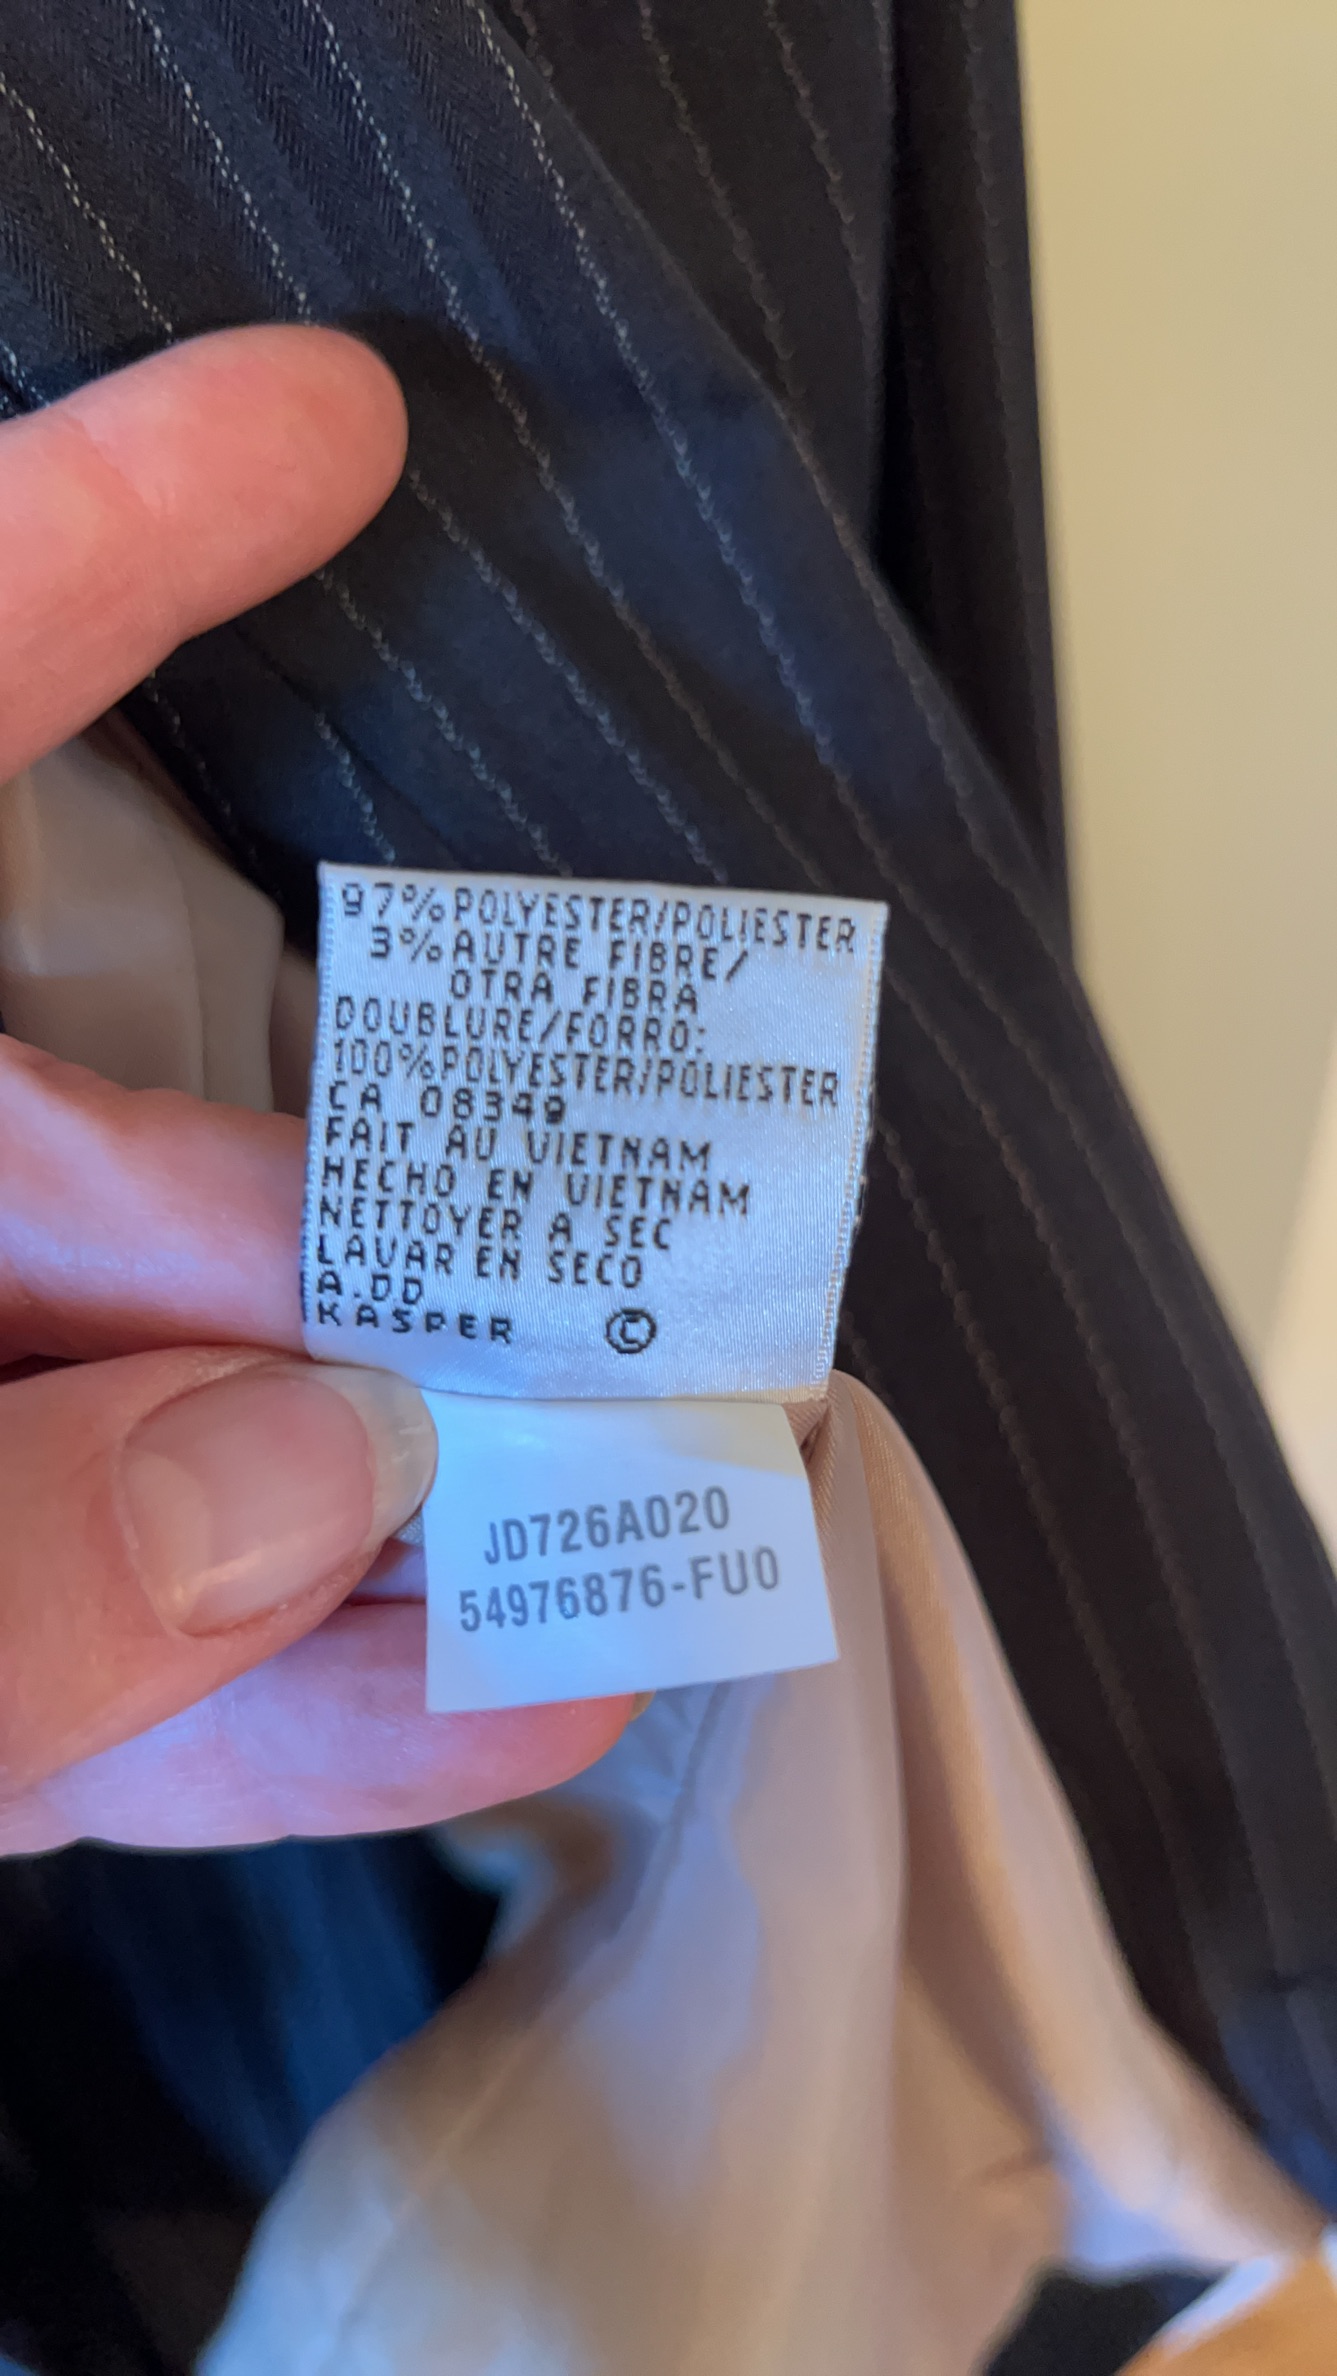 97% POLYESTER/POLIESTER
3% AUTRE FIBRE/
OTRA FIBRA
DOUBLURE/FORRO:
100% POLYESTER/POLIESTER
CA 08349
FAIT AU VIETNAM
HECHO EN VIETNAM
NETTOYER A SEC
LAVAR EN SECO
A.DD
KASPER ©
JD726A020
54976876-FU0